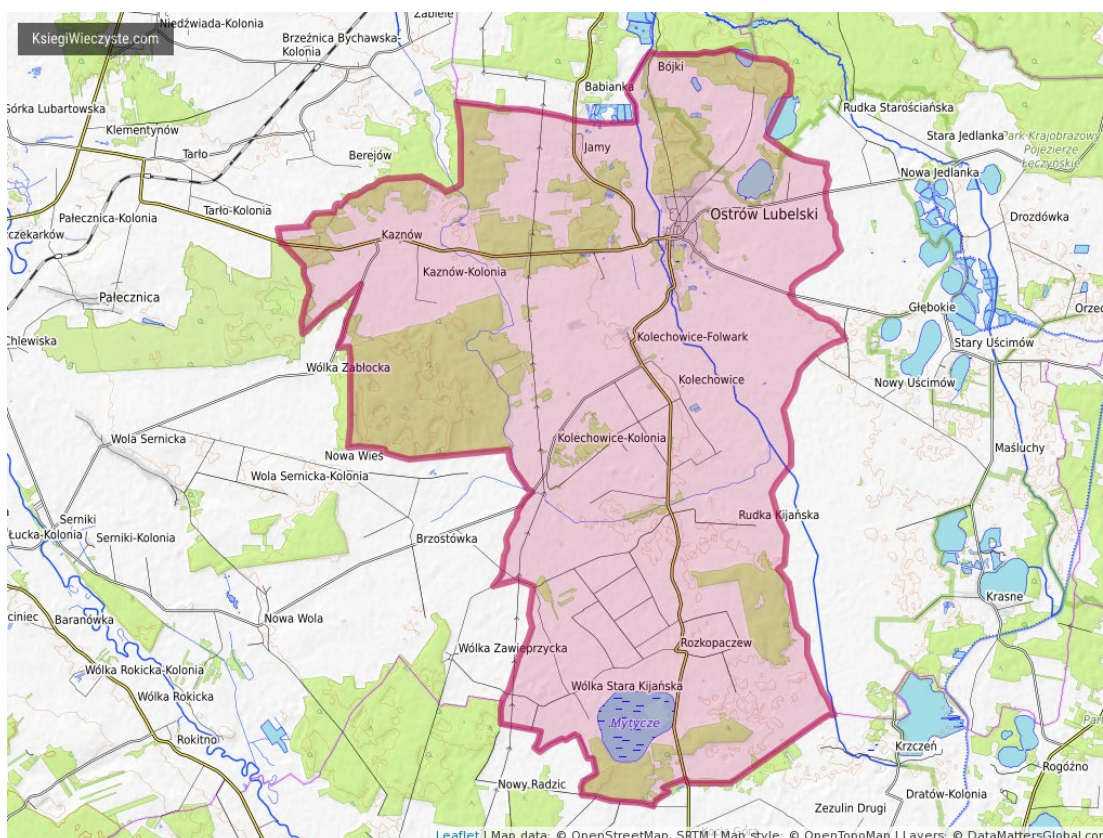 KsiegiWieczyste.com
Niedźwiada-Kolonia
Zabiele
Brzeźnica Bychawska-
Kolonia
Bójki
Babianka
Górka Lubartowska
Rudka Starościańska
Klementynów
Stara Jedlanka
Park Krajobrazowy
Pojezierze
Łęczyńskie
Tarło
Berejów
Jamy
Nowa Jedlanka
Pałecznica-Kolonia
Tarło-Kolonia
Ostrów Lubelski
Drozdówka
Szczekarków
Kaznów
Kaznów-Kolonia
Pałecznica
Głębokie
Chlewiska
Kolechowice-Folwark
Stary Uścimów
Wólka Zabłocka
Kolechowice
Nowy Uścimów
Wola Sernicka
Kolechowice-Kolonia
Maśluchy
Nowa Wieś
Wola Sernicka-Kolonia
Serniki
Rudka Kijańska
Łucka-Kolonia
Serniki-Kolonia
Brzostówka
Krasne
Baranówka
Nowa Wola
Wólka Zawieprzycka
Rozkopaczew
Wólka Rokicka-Kolonia
Wólka Stara Kijańska
Wólka Rokicka
Mytycze
Rokitno
Krzczeń
Rogóźno
Nowy Radzic
Dratów-Kolonia
Zezulin Drugi
Leaflet | Map data: © OpenStreetMap, SRTM | Map style: © OpenTopoMap | Layers: © DataMattersGlobal.com